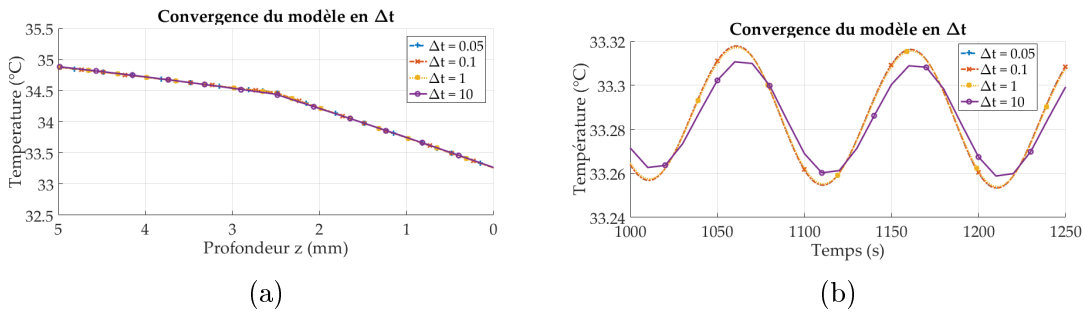 Convergence du modèle en Δt
Température (°C)
35.5
35
34.5
34
33.5
33
32.5
5
4
3
2
1
0
Profondeur z (mm)
Δt = 0.05
Δt = 0.1
Δt = 1
Δt = 10
(a)
Convergence du modèle en Δt
Température (°C)
33.32
33.3
33.28
33.26
33.24
1000
1050
1100
1150
1200
1250
Temps (s)
Δt = 0.05
Δt = 0.1
Δt = 1
Δt = 10
(b)